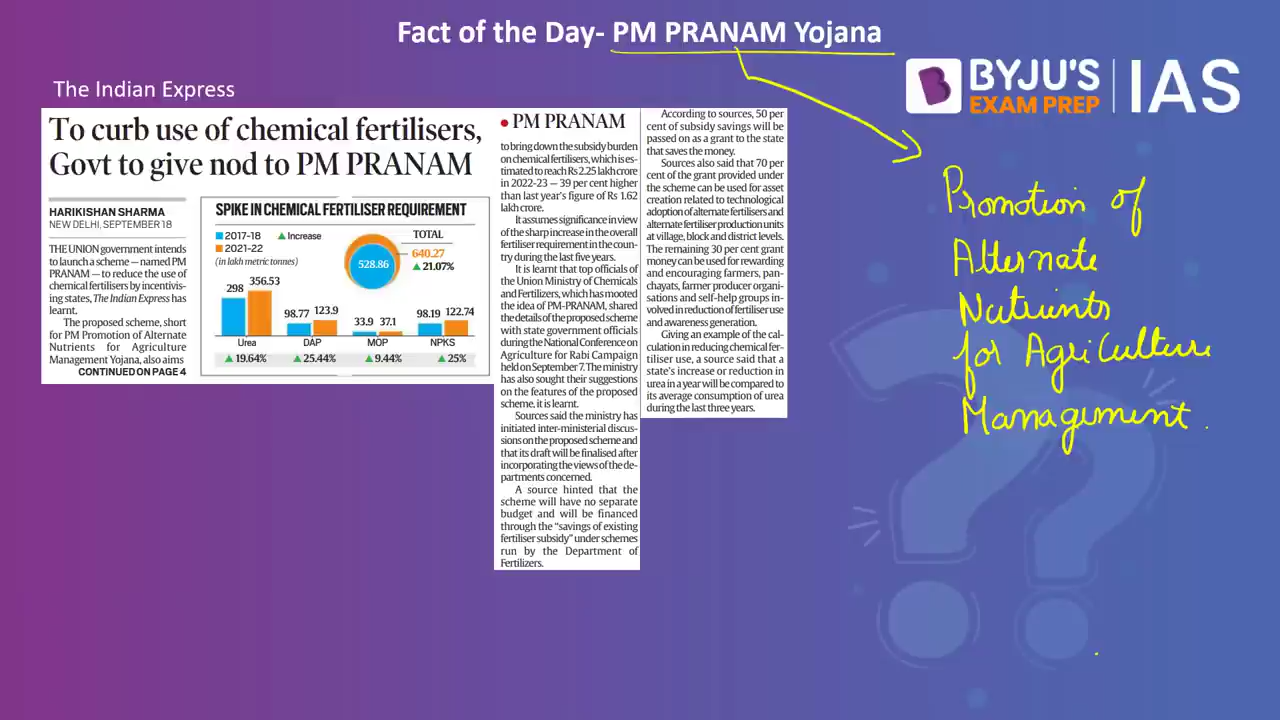 Fact of the Day- PM PRANAM Yojana
BYJU'S
EXAM PREP
IAS
The Indian Express
To curb use of chemical fertilisers,
Govt to give nod to PM PRANAM
HARIKISHAN SHARMA
NEW DELHI, SEPTEMBER 18
THE UNION government intends
to launch a scheme — named PM
PRANAM — to reduce the use of
chemical fertilisers by incentivis-
ing states, The Indian Express has
learnt.
The proposed scheme, short
for PM Promotion of Alternate
Nutrients for Agriculture
Management Yojana, also aims
CONTINUED ON PAGE 4
SPIKE IN CHEMICAL FERTILISER REQUIREMENT
2017-18 Increase
2021-22
(in lakh metric tonnes)
TOTAL
640.27
528.86
21.07%
298 356.53
98.77 123.9
33.9 37.1
98.19 122.74
Urea DAP MOP NPKS
19.64% 25.44% 9.44% 25%
• PM PRANAM
to bring down the subsidy burden
on chemical fertilisers, which is es-
timated to reach Rs 2.25 lakh crore
in 2022-23 — 39 per cent higher
than last year's figure of Rs 1.62
lakh crore.
It assumes significance in view
of the sharp increase in the overall
fertiliser requirement in the coun-
try during the last five years.
It is learnt that top officials of
the Union Ministry of Chemicals
and Fertilizers, which has mooted
the idea of PM-PRANAM, shared
the details of the proposed scheme
with state government officials
during the National Conference on
Agriculture for Rabi Campaign
held on September 7. The ministry
has also sought their suggestions
on the features of the proposed
scheme, it is learnt.
Sources said the ministry has
initiated inter-ministerial discus-
sions on the proposed scheme and
that its draft will be finalised after
incorporating the views of the de-
partments concerned.
A source hinted that the
scheme will have no separate
budget and will be financed
through the “savings of existing
fertiliser subsidy” under schemes
run by the Department of
Fertilizers.
According to sources, 50 per
cent of subsidy savings will be
passed on as a grant to the state
that saves the money.
Sources also said that 70 per
cent of the grant provided under
the scheme can be used for asset
creation related to technological
adoption of alternate fertilisers and
alternate fertiliser production units
at village, block and district levels.
The remaining 30 per cent grant
money can be used for rewarding
and encouraging farmers, pan-
chayats, farmer producer organi-
sations and self-help groups in-
volved in reduction of fertiliser use
and awareness generation.
Giving an example of the cal-
culation in reducing chemical fer-
tiliser use, a source said that a
state's increase or reduction in
urea in a year will be compared to
its average consumption of urea
during the last three years.
Promotion of
Alternate
Nutrients
for Agriculture
Management.